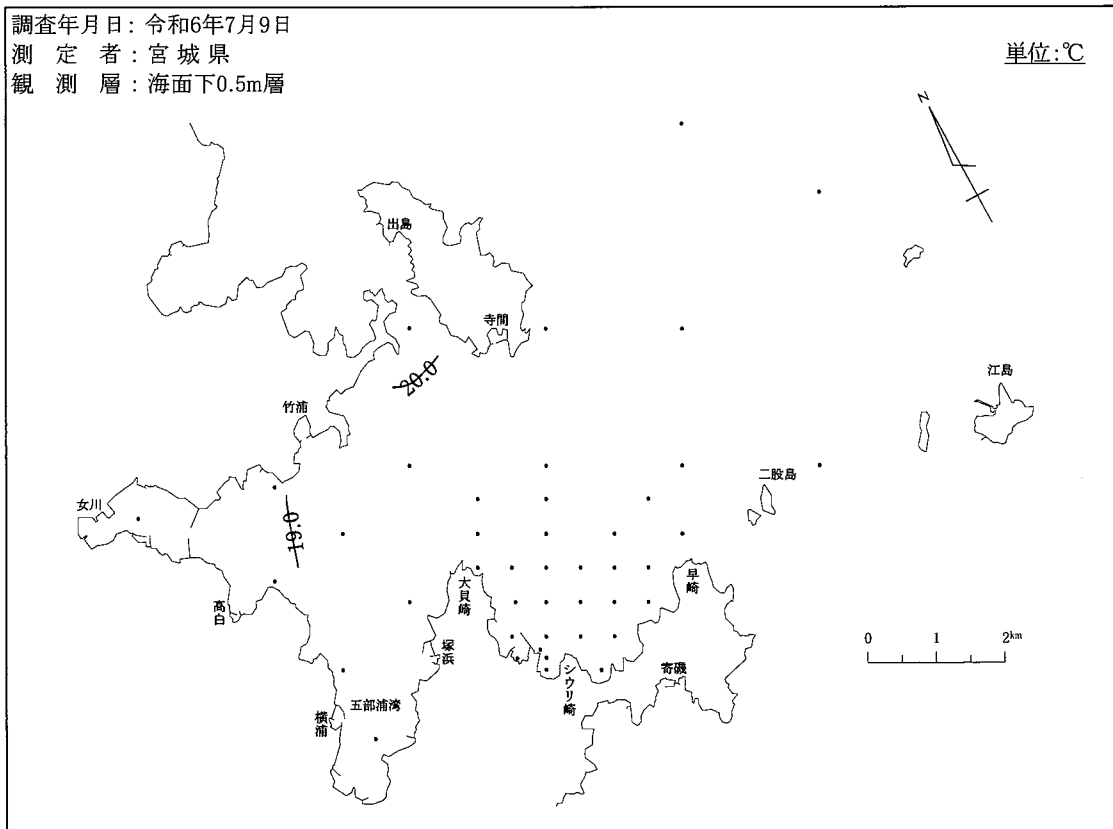 調査年月日：令和6年7月9日
測定者：宮城県
単位：℃
観測層：海面下0.5m層
N
出島
寺間
20.0
江島
竹浦
二股島
女川
19.0
大貝崎
早崎
高白
塚浜
シウリ崎
寄磯
0 1 2km
五部浦湾
横浦